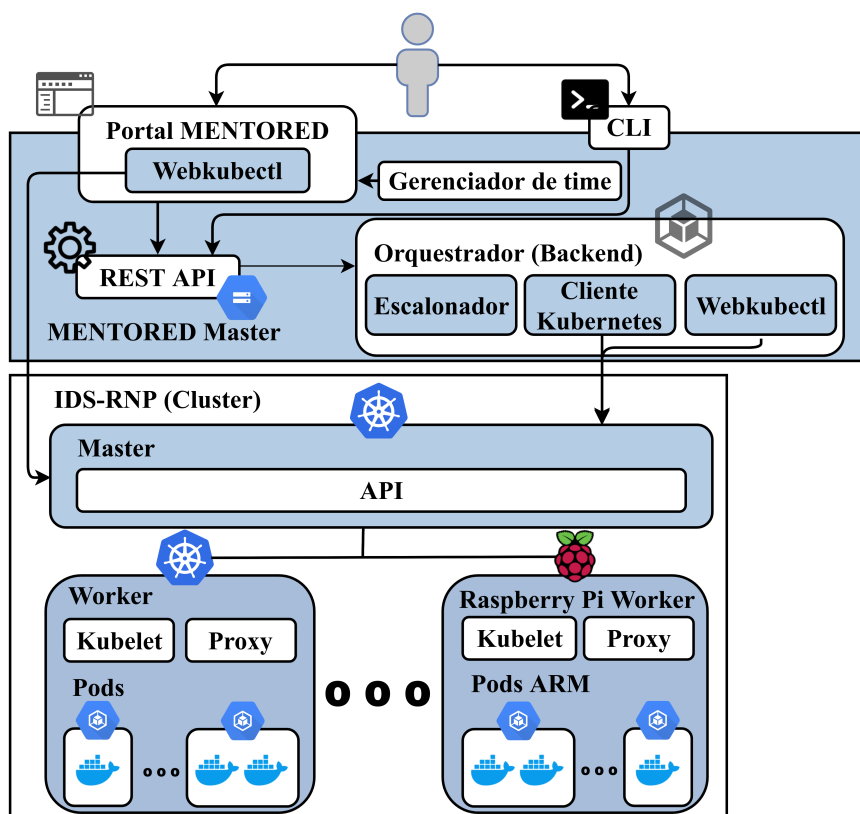 Portal MENTORED
Webkubectl
CLI
Gerenciador de time
REST API
MENTORED Master
Orquestrador (Backend)
Escalonador
Cliente
Kubernetes
Webkubectl
IDS-RNP (Cluster)
Master
API
Worker
Kubelet
Proxy
Pods
Raspberry Pi Worker
Kubelet
Proxy
Pods ARM